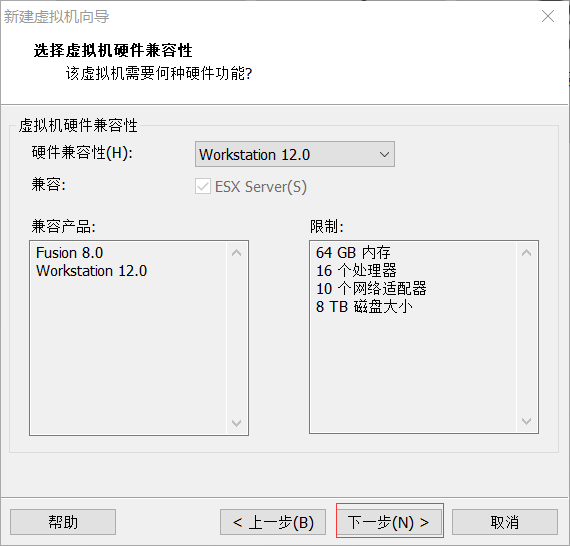 新建虚拟机向导
选择虚拟机硬件兼容性
该虚拟机需要何种硬件功能?
虚拟机硬件兼容性
硬件兼容性(H):
Workstation 12.0
兼容:
ESX Server(S)
兼容产品:
Fusion 8.0
Workstation 12.0
限制:
64 GB 内存
16 个处理器
10 个网络适配器
8 TB 磁盘大小
帮助
< 上一步(B)
下一步(N) >
取消